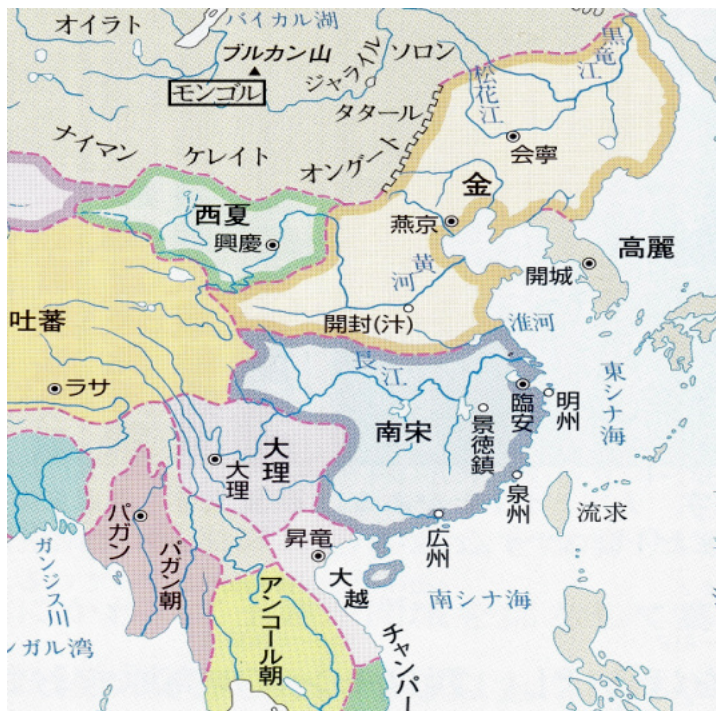 オイラト
バイカル湖
ブルカン山
ジャライル
ソロン
黒竜江
松花江
モンゴル
タタール
ナイマン
ケレイト
オングート
会寧
金
西夏
興慶
燕京
高麗
黄河
開城
開封(汴)
淮河
吐蕃
長江
東シナ海
ラサ
臨安
明州
南宋
景徳鎮
大理
大理
泉州
パガン
パガン朝
昇竜
広州
流求
大越
ガンジス川
アンコール朝
南シナ海
ンガル湾
チャンパー